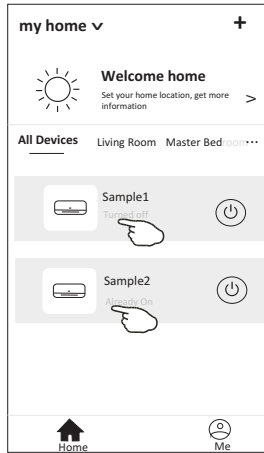 my home
Welcome home
Set your home location, get more
information
All Devices Living Room Master Bedroom
Sample1
Turned off
Sample2
Already On
Home Me